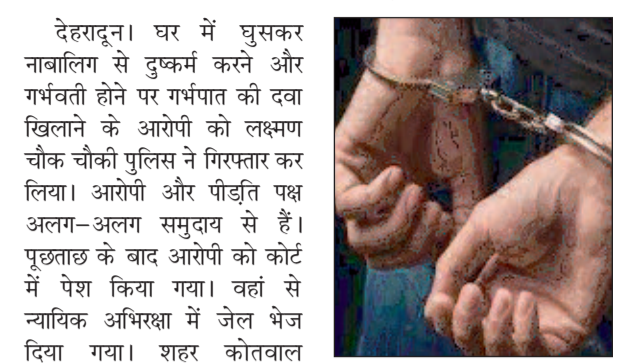 देहरादून। घर में घुसकर
नाबालिग से दुष्कर्म करने और
गर्भवती होने पर गर्भपात की दवा
खिलाने के आरोपी को लक्ष्मण
चौक चौकी पुलिस ने गिरफ्तार कर
लिया। आरोपी और पीड़ति पक्ष
अलग-अलग समुदाय से हैं।
पूछताछ के बाद आरोपी को कोर्ट
में पेश किया गया। वहां से
न्यायिक अभिरक्षा में जेल भेज
दिया गया। शहर कोतवाल